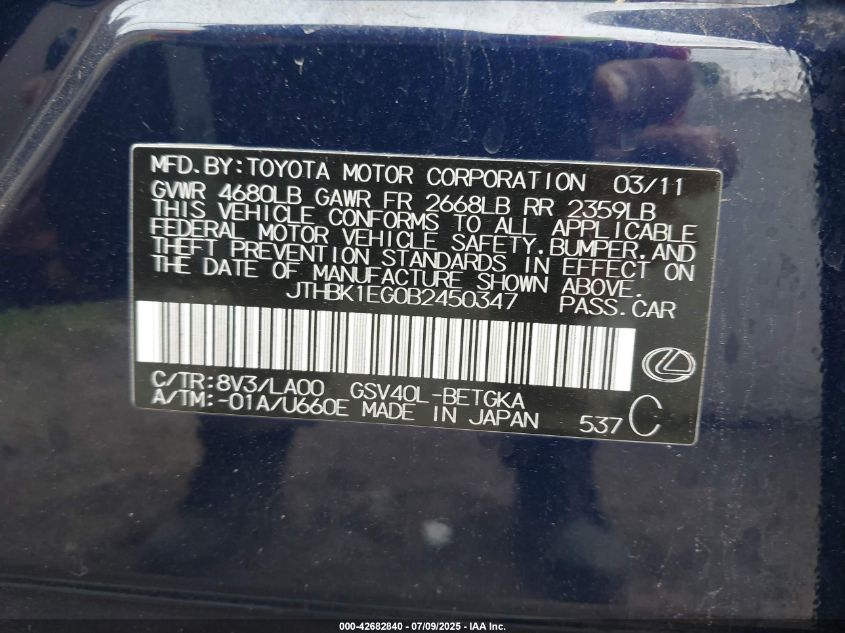 MFD. BY: TOYOTA MOTOR CORPORATION 03/11
GVWR 4680LB GAWR FR 2668LB RR 2359LB
THIS VEHICLE CONFORMS TO ALL APPLICABLE
FEDERAL MOTOR VEHICLE SAFETY, BUMPER, AND
THEFT PREVENTION STANDARDS IN EFFECT ON
THE DATE OF MANUFACTURE SHOWN ABOVE.
JTHBK1EG0B2450347 PASS. CAR
C/TR: 8V3/LA00 GSV40L-BETGKA
A/TM: -01A/U660E MADE IN JAPAN 537 C
000-42682840 - 07/09/2025 - IAA Inc.